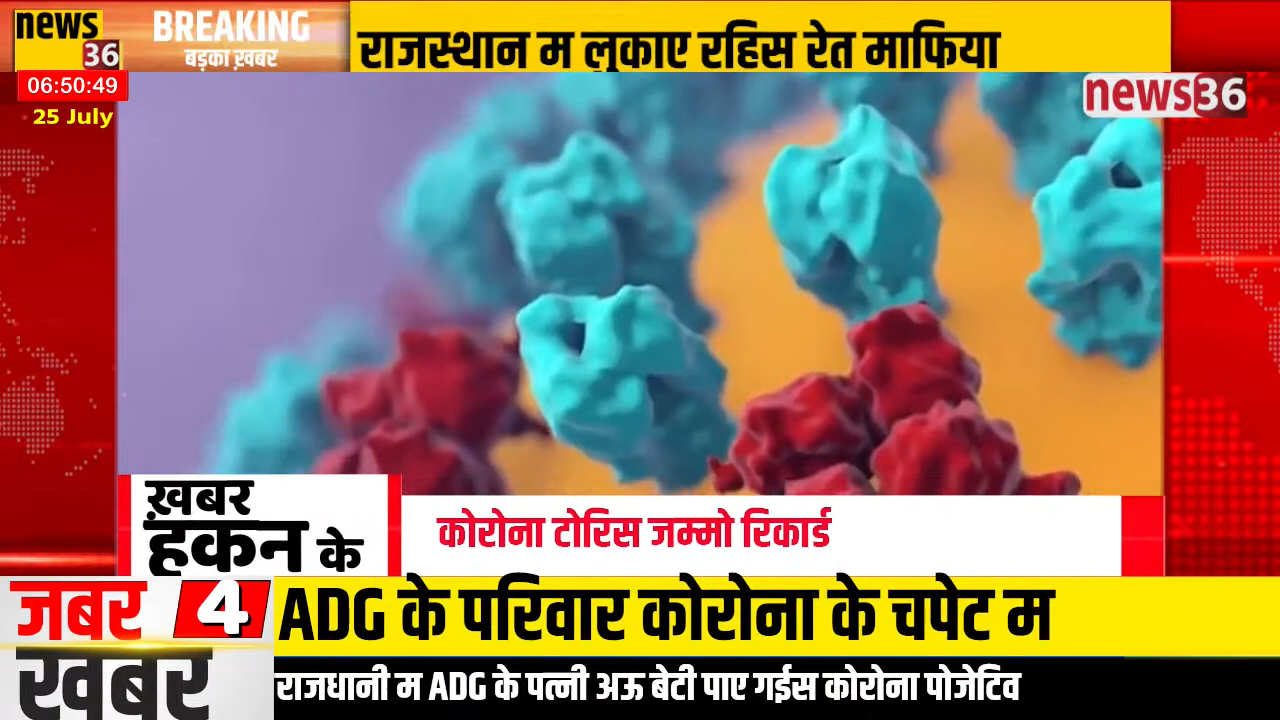 news
36
BREAKING
बड़का ख़बर
राजस्थान म लुकाए रहिस रेत माफिया
06:50:49
25 July
news36
ख़बर
हकन के
कोरोना टोरिस जम्मो रिकार्ड
जबर 4
खबर
ADG के परिवार कोरोना के चपेट म
राजधानी म ADG के पत्नी अऊ बेटी पाए गईस कोरोना पोजेटिव